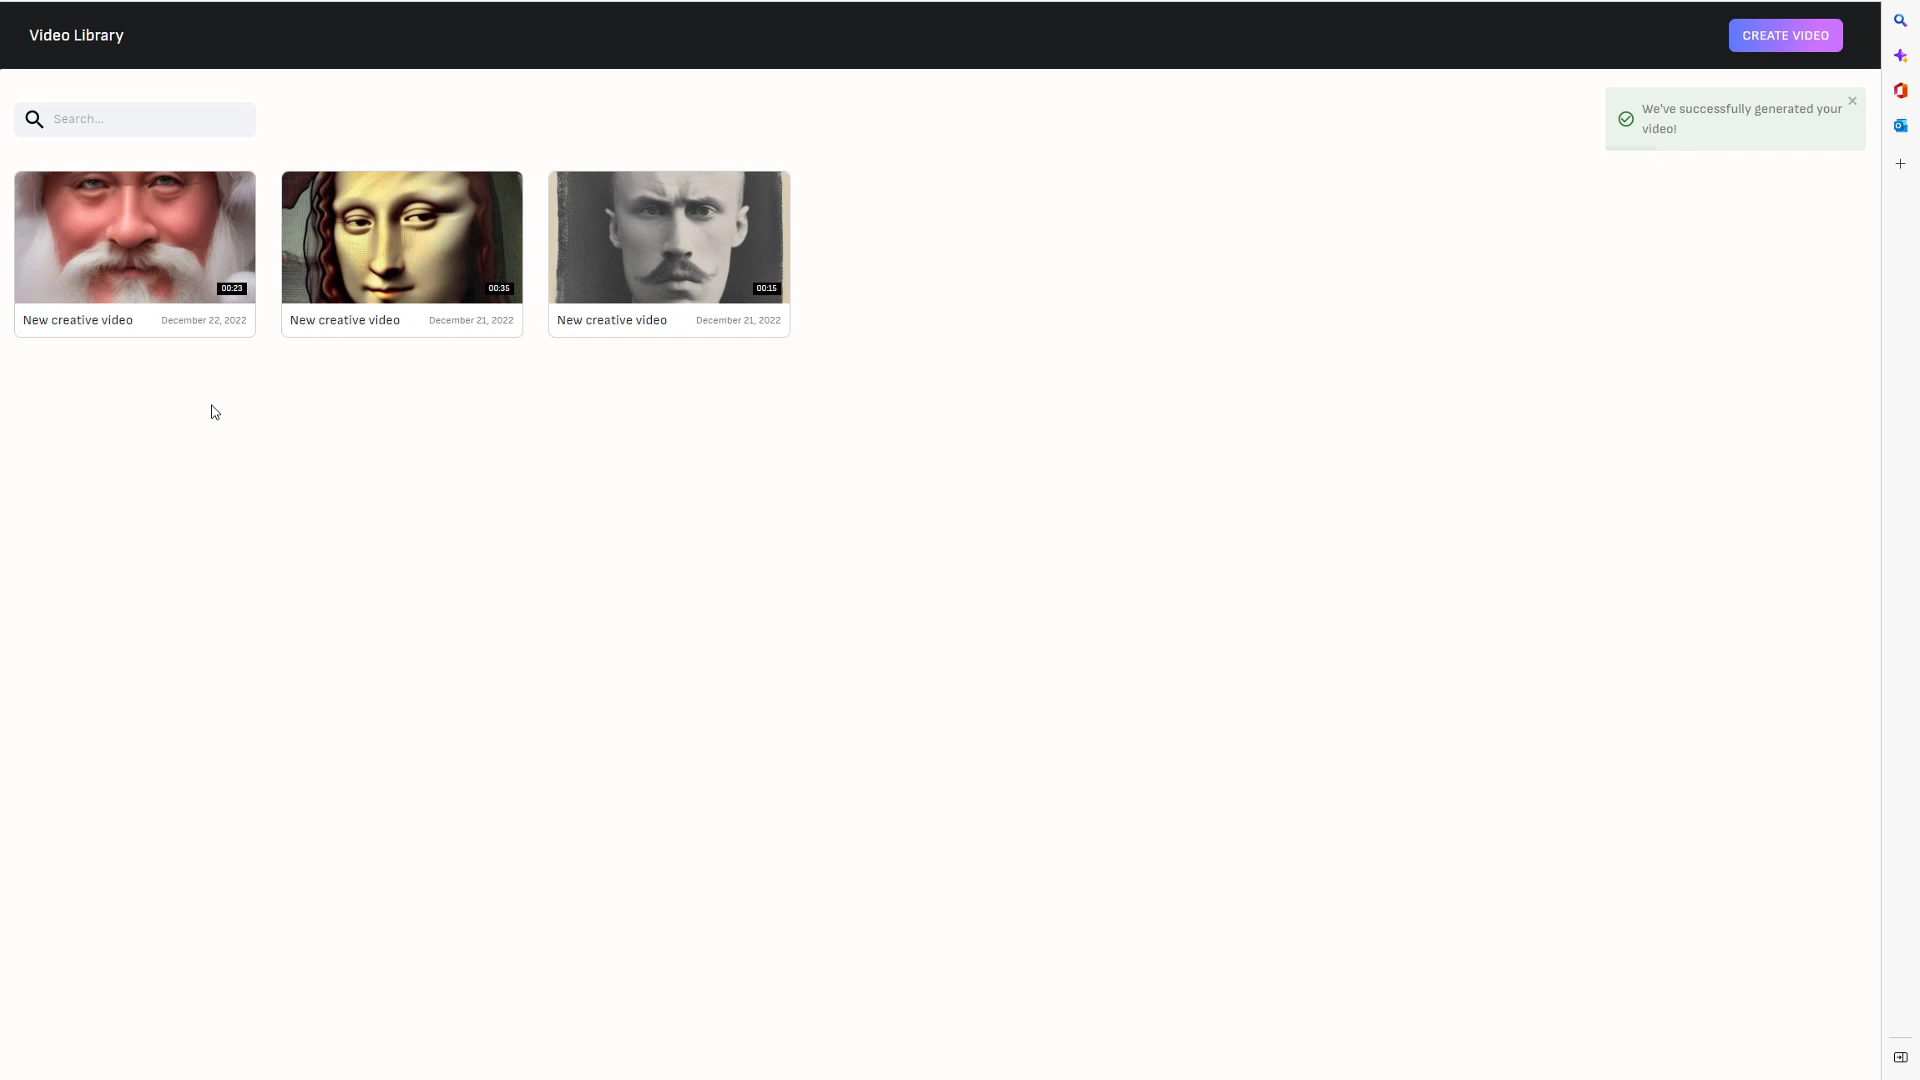 Video Library
CREATE VIDEO
Search...
We've successfully generated your
video!
00:23
00:35
00:15
New creative video
December 22, 2022
New creative video
December 21, 2022
New creative video
December 21, 2022